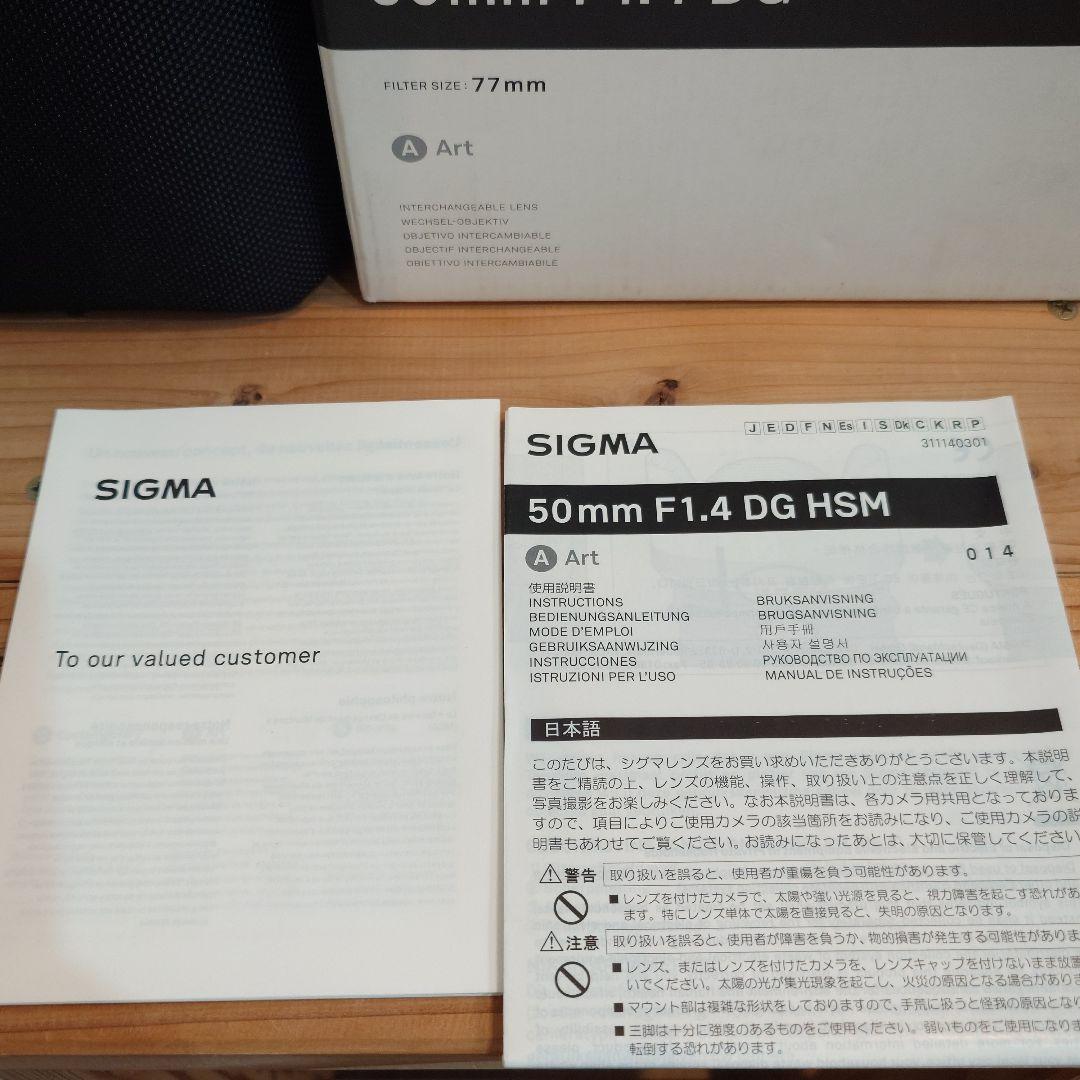 50mm F1.4 DG
FILTER SIZE: 77mm
A Art
INTERCHANGEABLE LENS
WECHSEL-OBJEKTIV
OBJETIVO INTERCAMBIABLE
OBJECTIF INTERCHANGEABLE
OBIETTIVO INTERCAMBIABILE
SIGMA
To our valued customer
SIGMA
J E D F N Es I S Dk C K R P
311140301
50mm F1.4 DG HSM
A Art
014
使用説明書
INSTRUCTIONS
BEDIENUNGSANLEITUNG
MODE D'EMPLOI
GEBRUIKSAANWIJZING
INSTRUCCIONES
ISTRUZIONI PER L'USO
BRUKSANVISNING
BRUGSANVISNING
用戶手冊
사용자 설명서
РУКОВОДСТВО ПО ЭКСПЛУАТАЦИИ
MANUAL DE INSTRUÇÕES
日本語
このたびは、シグマレンズをお買い求めいただきありがとうございます。本説明
書をご精読の上、レンズの機能、操作、取り扱い上の注意点を正しく理解して、
写真撮影をお楽しみください。なお本説明書は、各カメラ用共用となっておりま
すので、項目によりご使用カメラの該当箇所をお読みになり、ご使用カメラの説
明書もあわせてご覧ください。お読みになったあとは、大切に保管してください
警告 取り扱いを誤ると、使用者が重傷を負う可能性があります。
■レンズを付けたカメラで、太陽や強い光源を見ると、視力障害を起こす恐れがあ
ます。特にレンズ単体で太陽を直接見ると、失明の原因となります。
注意 取り扱いを誤ると、使用者が障害を負うか、物的損害が発生する可能性がありま
■レンズ、またはレンズを付けたカメラを、レンズキャップを付けないまま放置
いでください。太陽の光が集光現象を起こし、火災の原因となる場合があります
■マウント部は複雑な形状をしておりますので、手荒に扱うと怪我の原因となり
■三脚は十分に強度のあるものをご使用ください。弱いものをご使用になりま
転倒する恐れがあります。